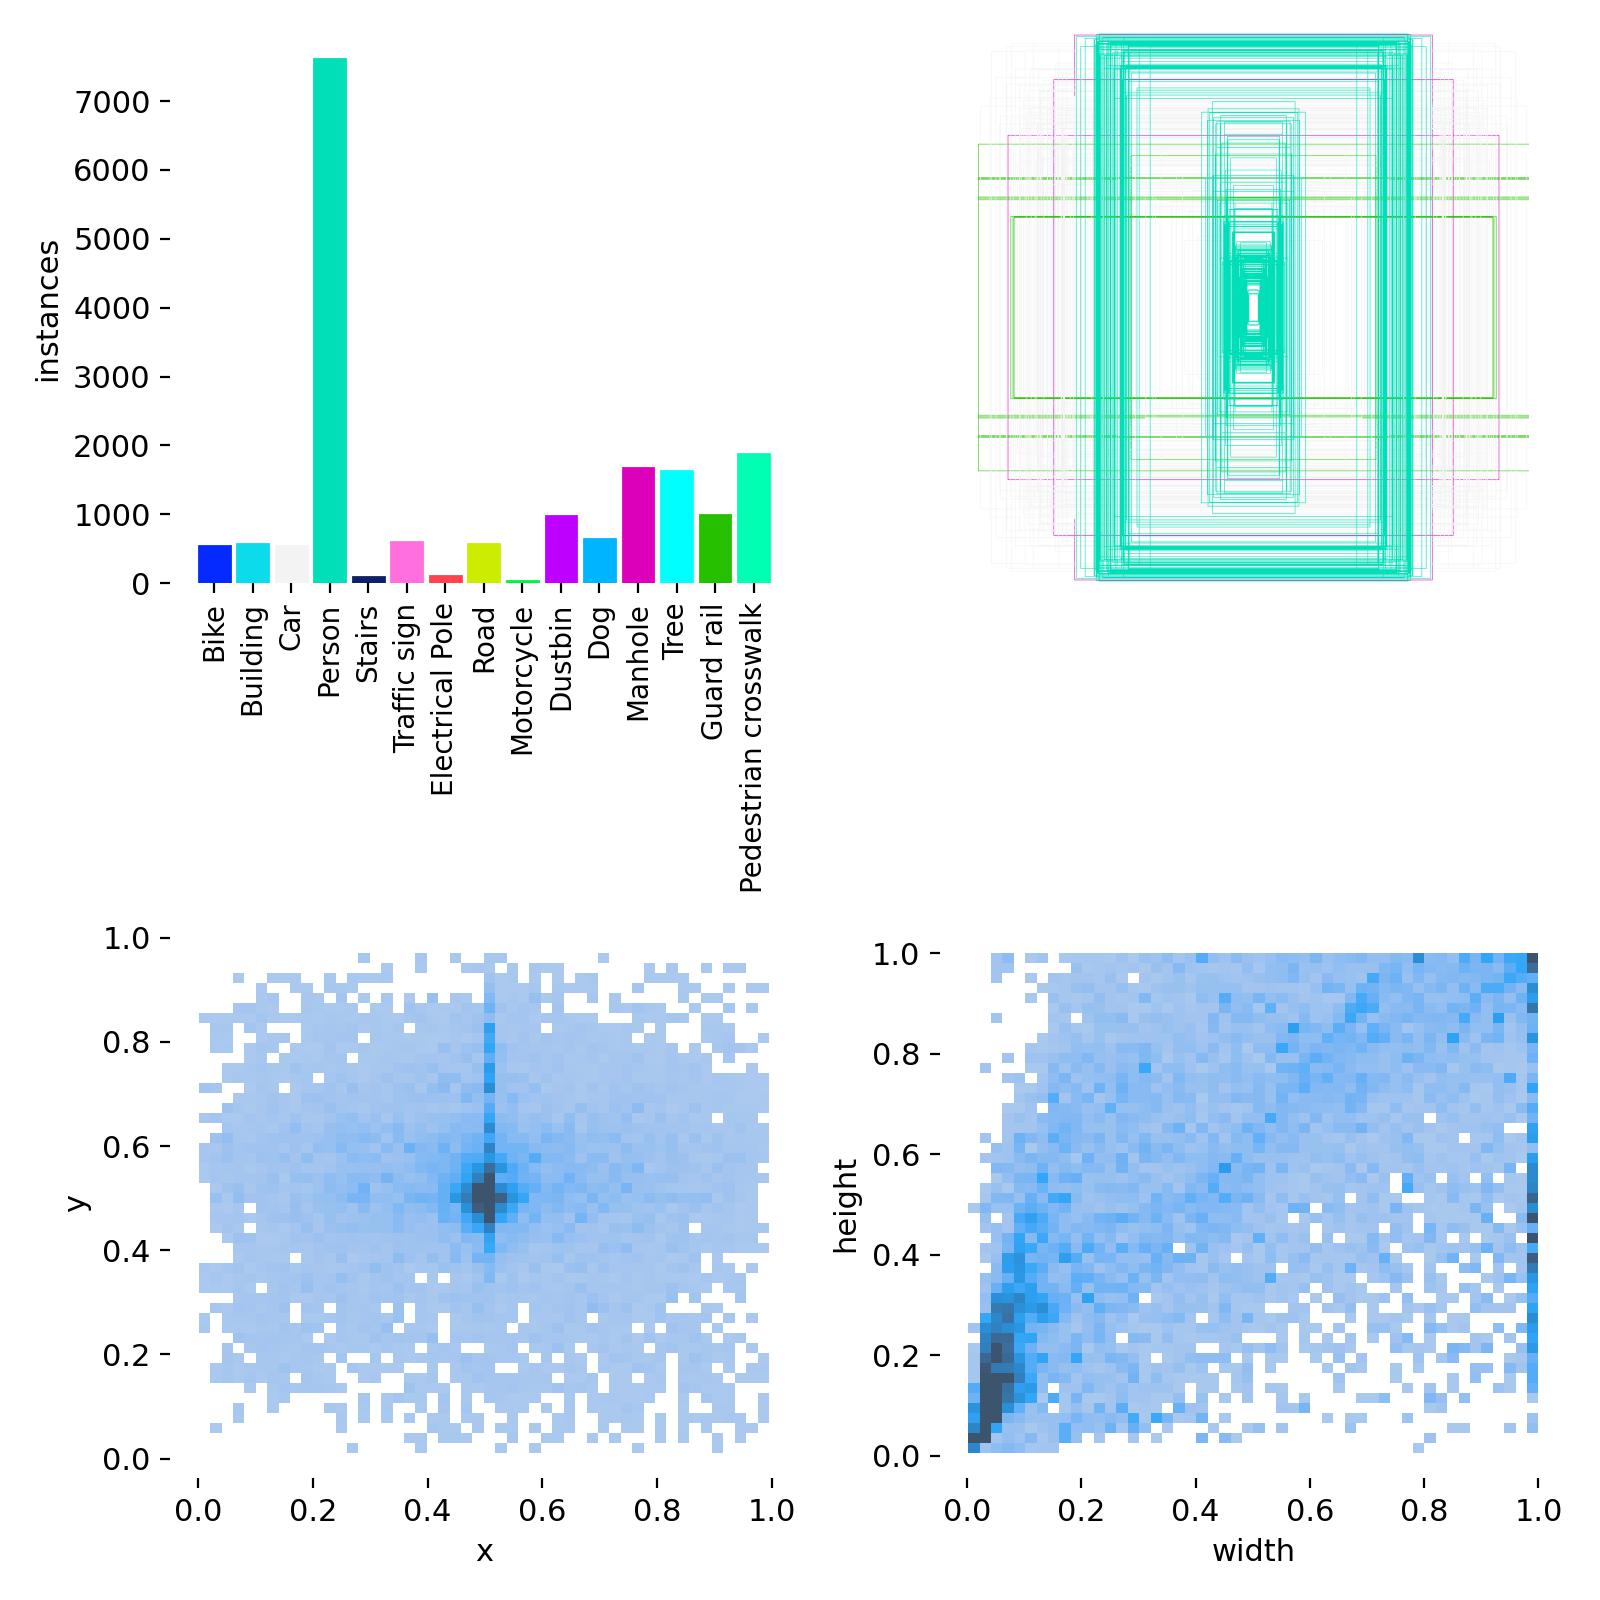 7000
6000
5000
4000
3000
2000
1000
0
instances
Bike
Building
Car
Person
Stairs
Traffic sign
Electrical Pole
Road
Motorcycle
Dustbin
Dog
Manhole
Tree
Guard rail
Pedestrian crosswalk
1.0
0.8
0.6
0.4
0.2
0.0
y
0.0 0.2 0.4 0.6 0.8 1.0
x
1.0
0.8
0.6
0.4
0.2
0.0
height
0.0 0.2 0.4 0.6 0.8 1.0
width